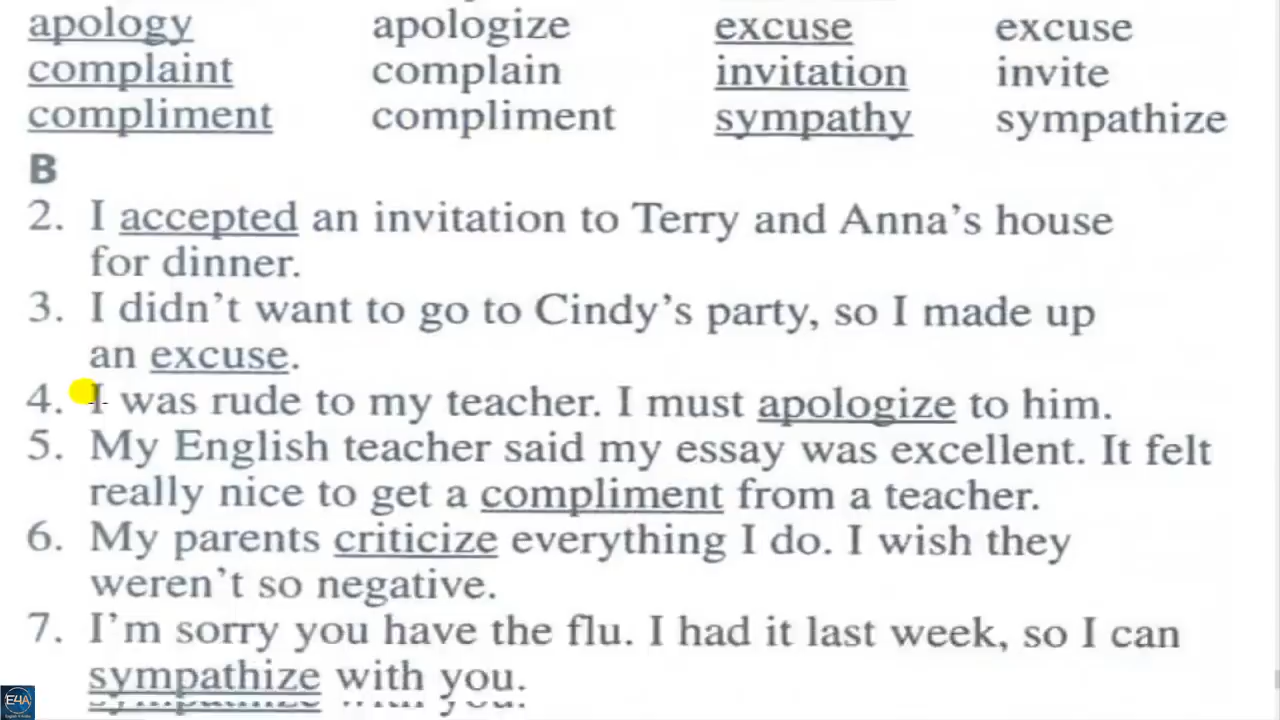 apology apologize excuse excuse
complaint complain invitation invite
compliment compliment sympathy sympathize
B
2. I accepted an invitation to Terry and Anna's house
for dinner.
3. I didn't want to go to Cindy's party, so I made up
an excuse.
4. I was rude to my teacher. I must apologize to him.
5. My English teacher said my essay was excellent. It felt
really nice to get a compliment from a teacher.
6. My parents criticize everything I do. I wish they
weren't so negative.
7. I'm sorry you have the flu. I had it last week, so I can
sympathize with you.
E4A